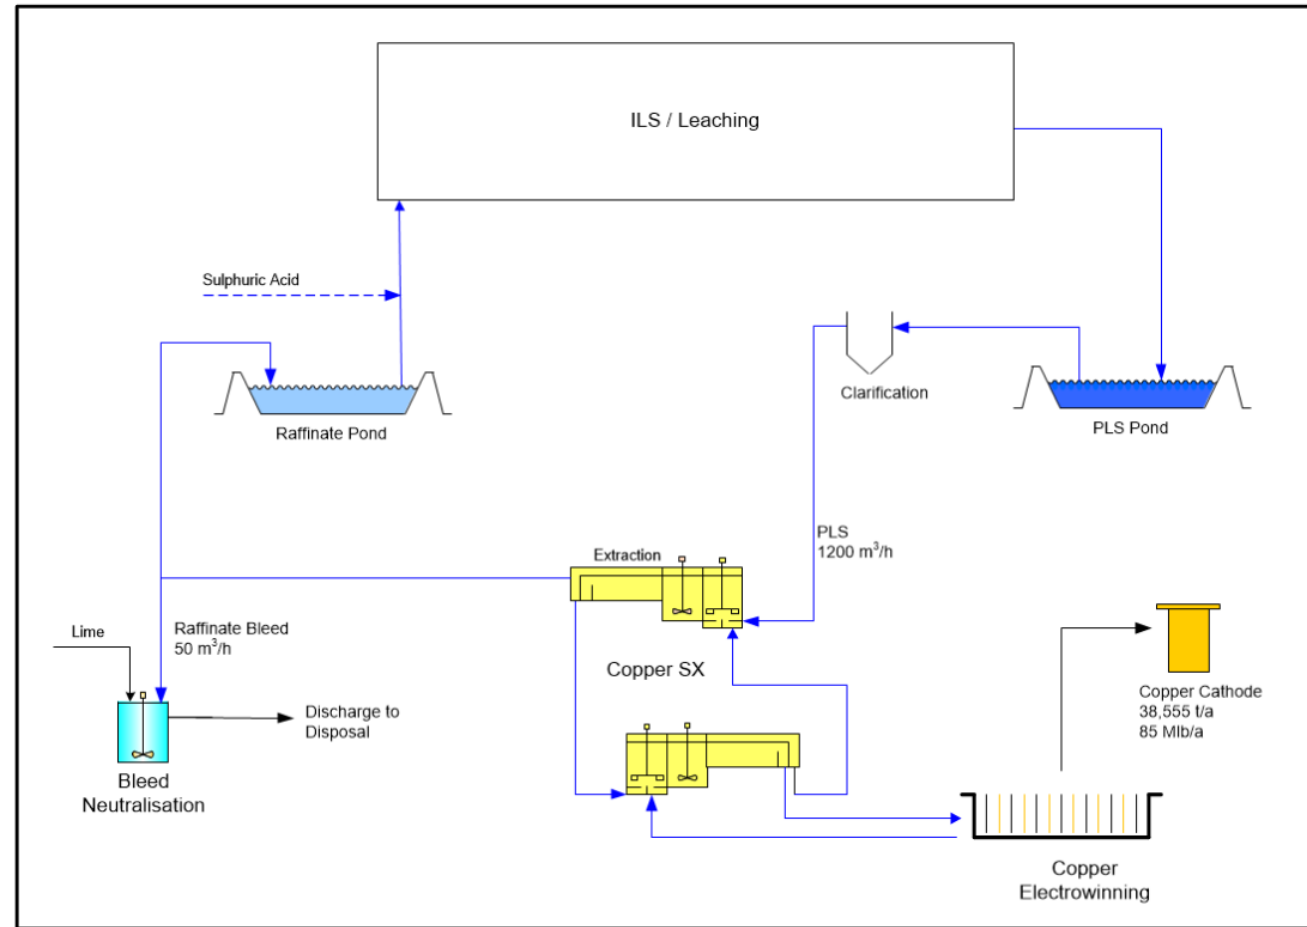 ILS / Leaching
Sulphuric Acid
Clarification
Raffinate Pond
PLS Pond
PLS
1200 m³/h
Extraction
Lime
Raffinate Bleed
50 m³/h
Copper SX
Copper Cathode
38,555 t/a
85 Mlb/a
Discharge to
Disposal
Bleed
Neutralisation
Copper
Electrowinning